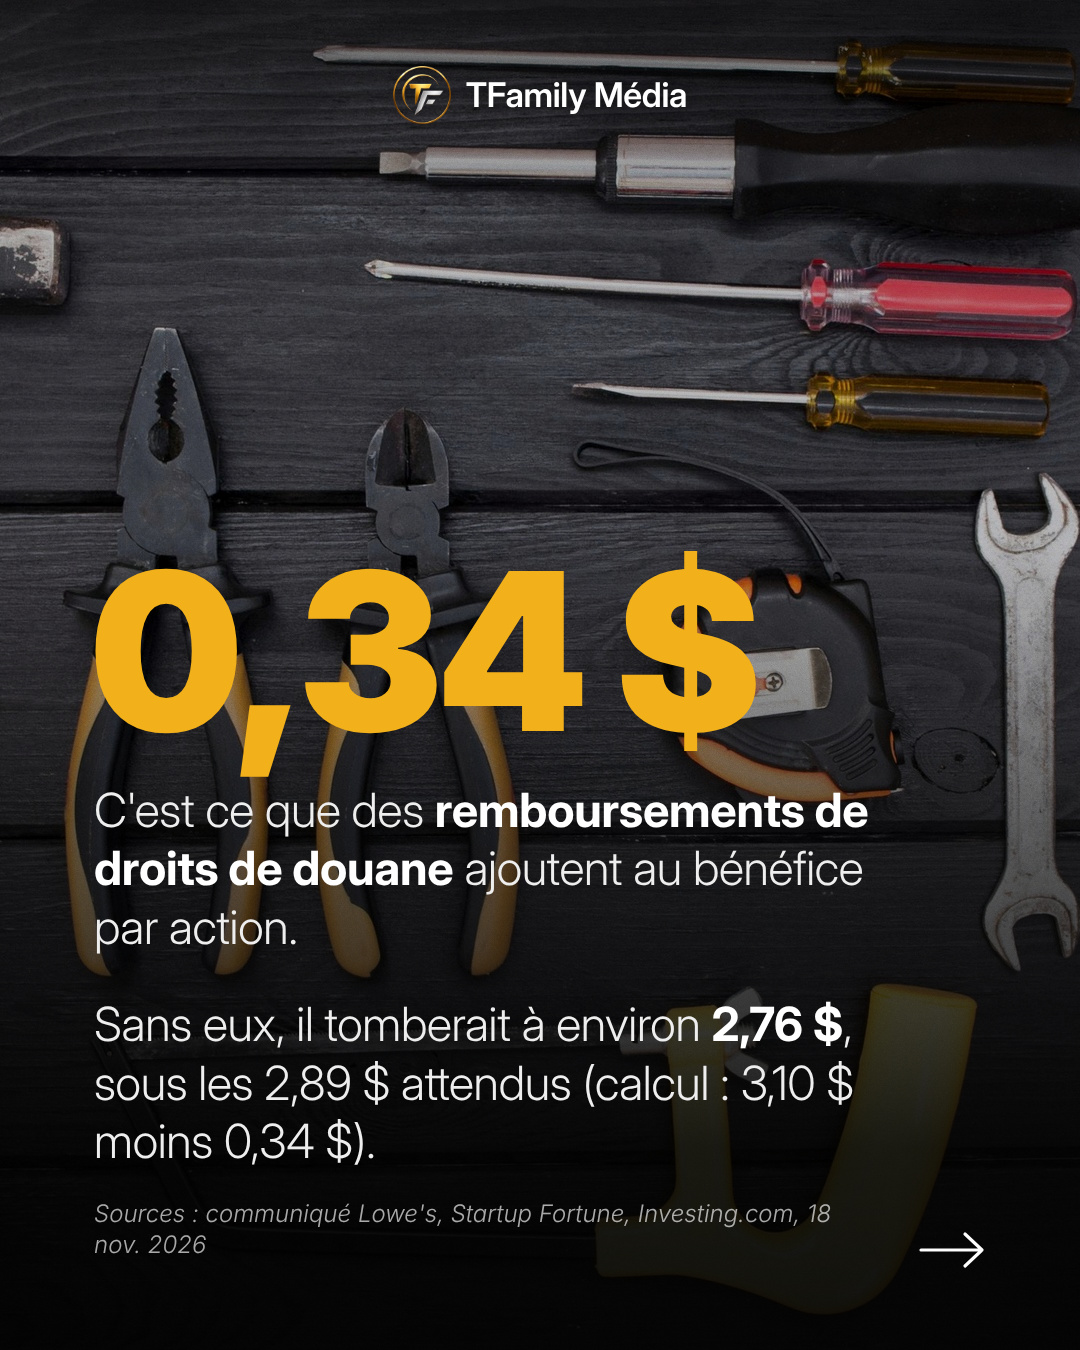 TF TFamily Média
0,34 $
C'est ce que des remboursements de
droits de douane ajoutent au bénéfice
par action.
Sans eux, il tomberait à environ 2,76 $,
sous les 2,89 $ attendus (calcul : 3,10 $
moins 0,34 $).
Sources : communiqué Lowe's, Startup Fortune, Investing.com, 18
nov. 2026